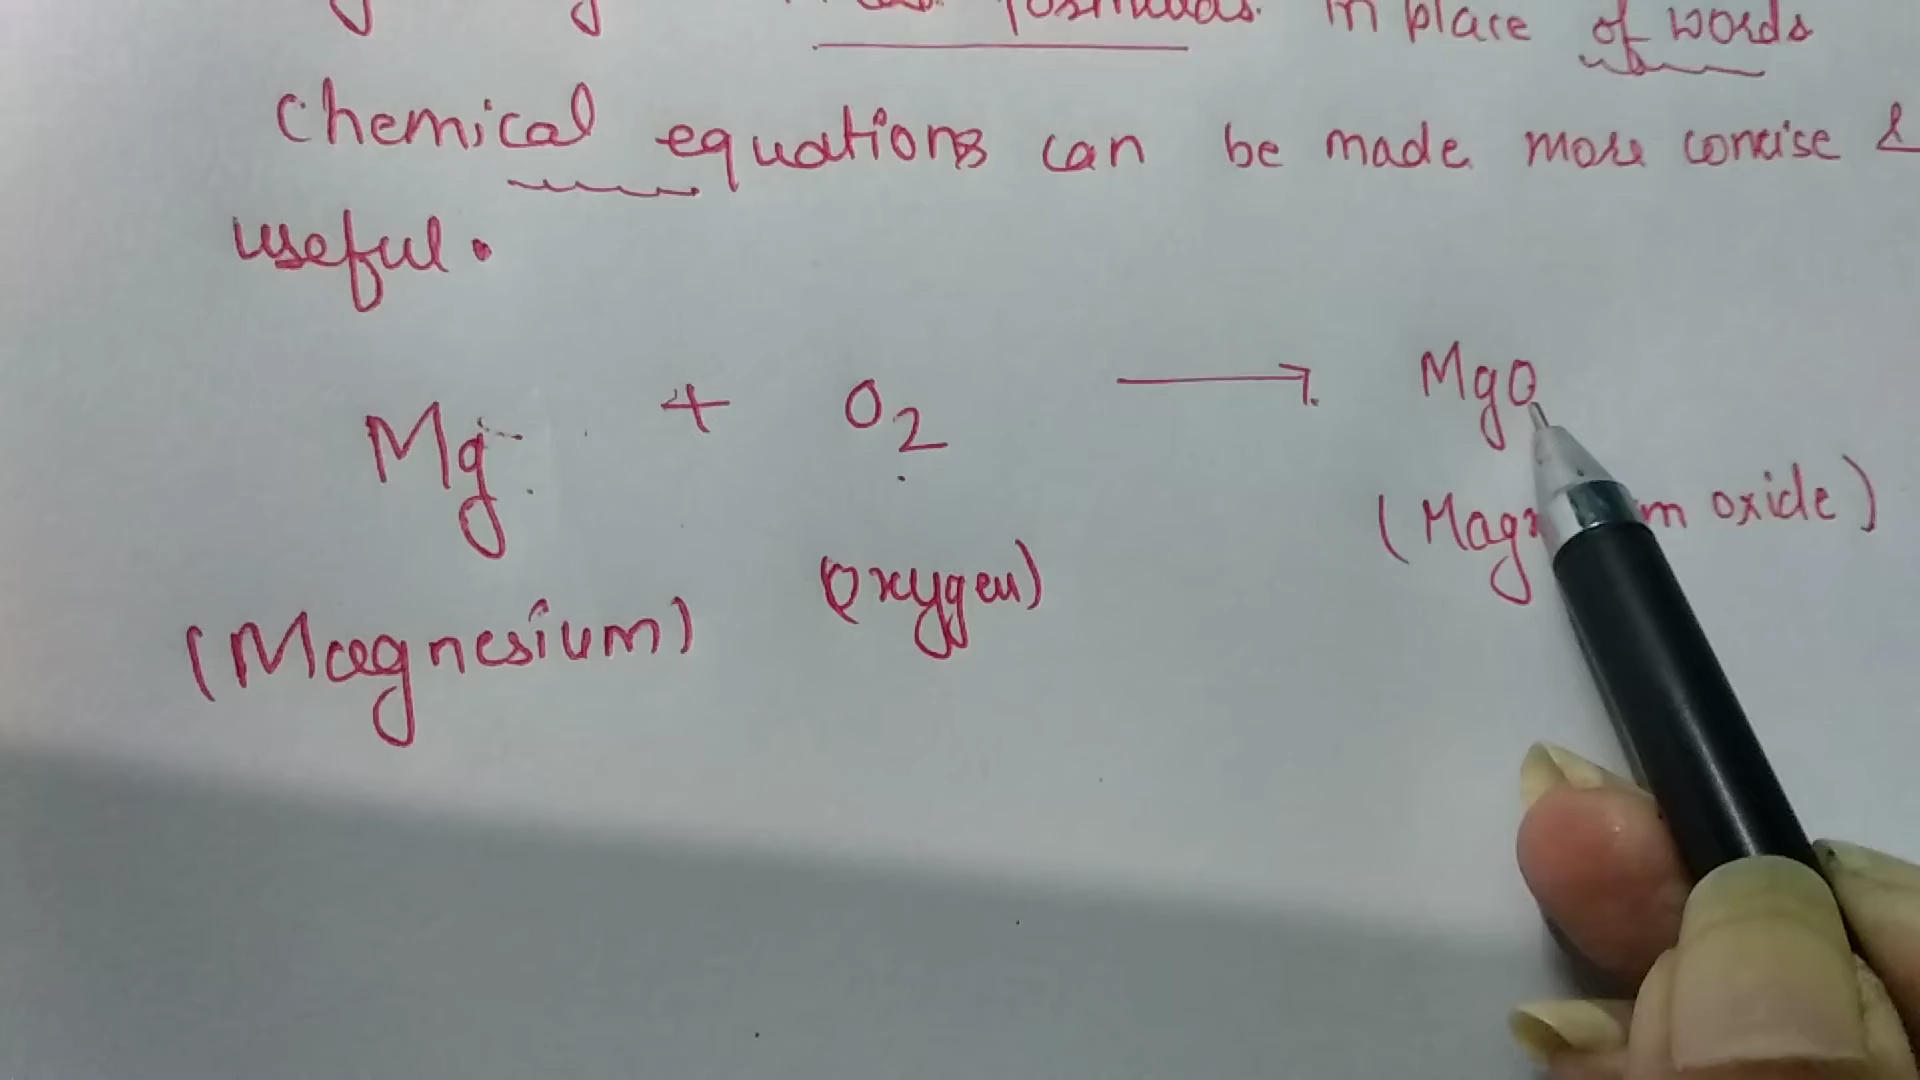 formulas. in place of words
chemical equations can be made more concise &
useful.
Mg + O2 → MgO
(Magnesium) (oxygen) (Magnesium oxide)